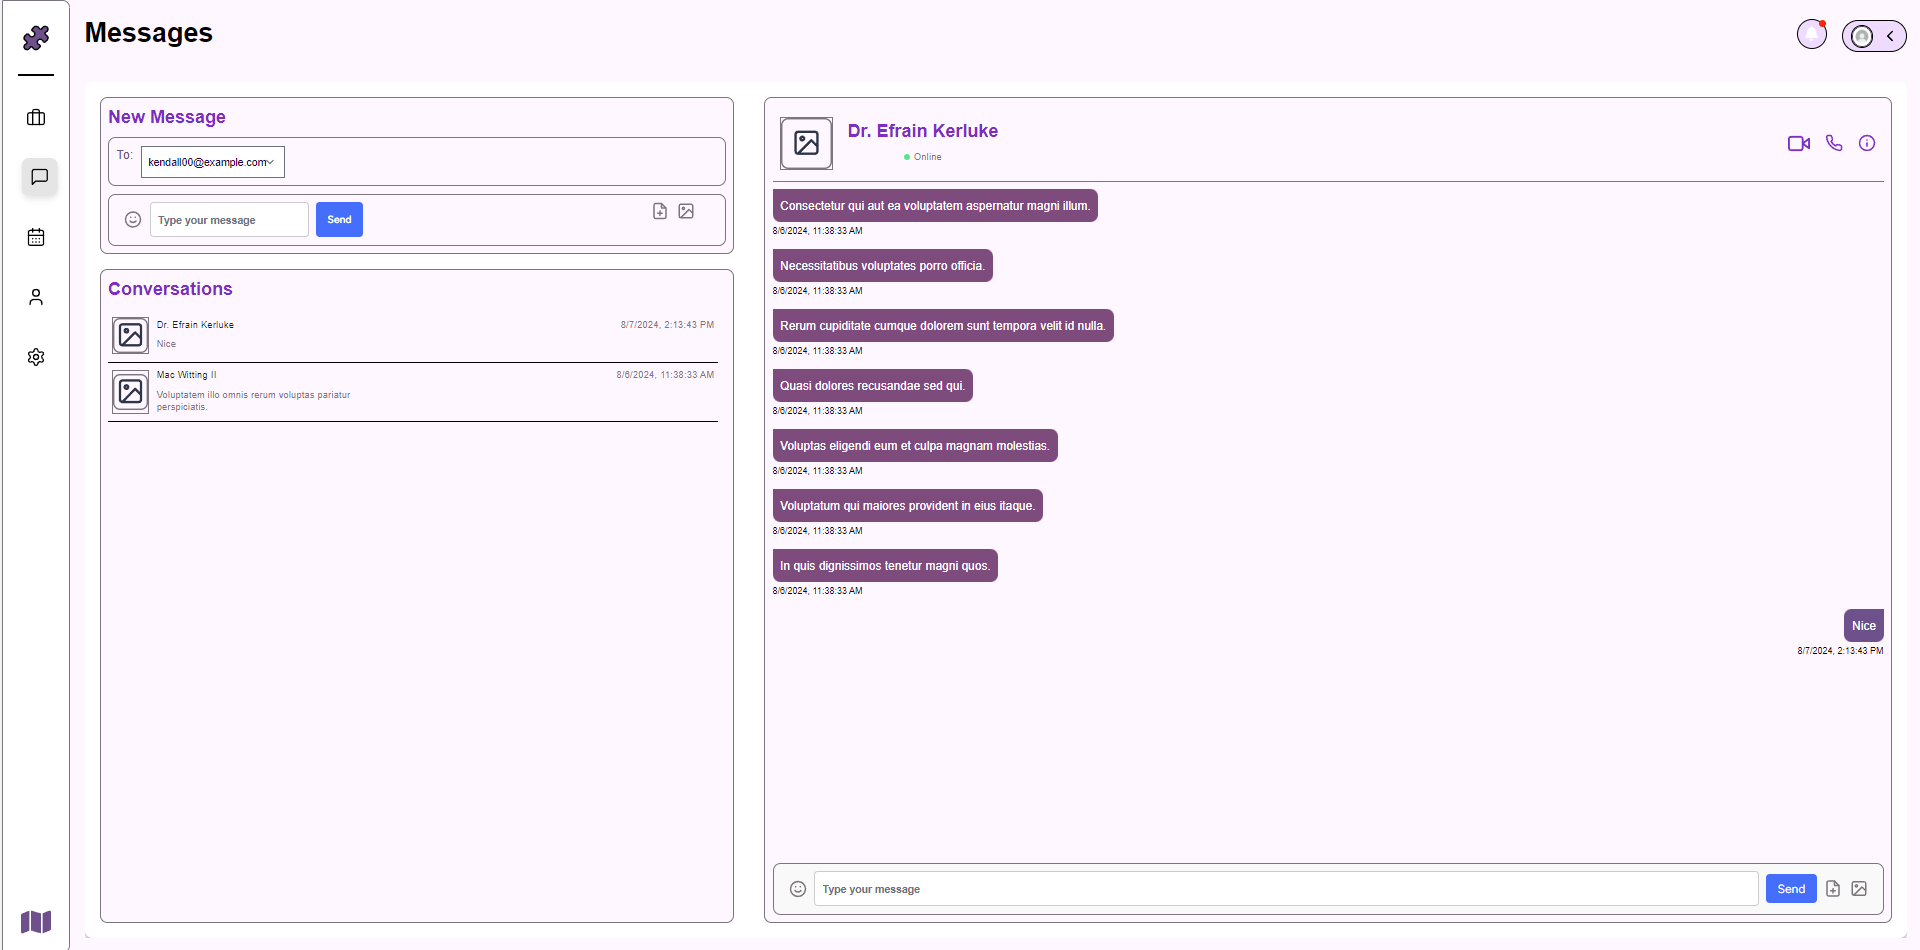 Messages
New Message
To:
kendall00@example.com
Type your message
Send
Conversations
Dr. Efrain Kerluke
8/7/2024, 2:13:43 PM
Nice
Mac Witting II
8/6/2024, 11:38:33 AM
Voluptatem illo omnis rerum voluptas pariatur
perspiciatis.
Dr. Efrain Kerluke
Online
Consectetur qui aut ea voluptatem aspernatur magni illum.
8/6/2024, 11:38:33 AM
Necessitatibus voluptates porro officia.
8/6/2024, 11:38:33 AM
Rerum cupiditate cumque dolorem sunt tempora velit id nulla.
8/6/2024, 11:38:33 AM
Quasi dolores recusandae sed qui.
8/6/2024, 11:38:33 AM
Voluptas eligendi eum et culpa magnam molestias.
8/6/2024, 11:38:33 AM
Voluptatum qui maiores provident in eius itaque.
8/6/2024, 11:38:33 AM
In quis dignissimos tenetur magni quos.
8/6/2024, 11:38:33 AM
Nice
8/7/2024, 2:13:43 PM
Type your message
Send